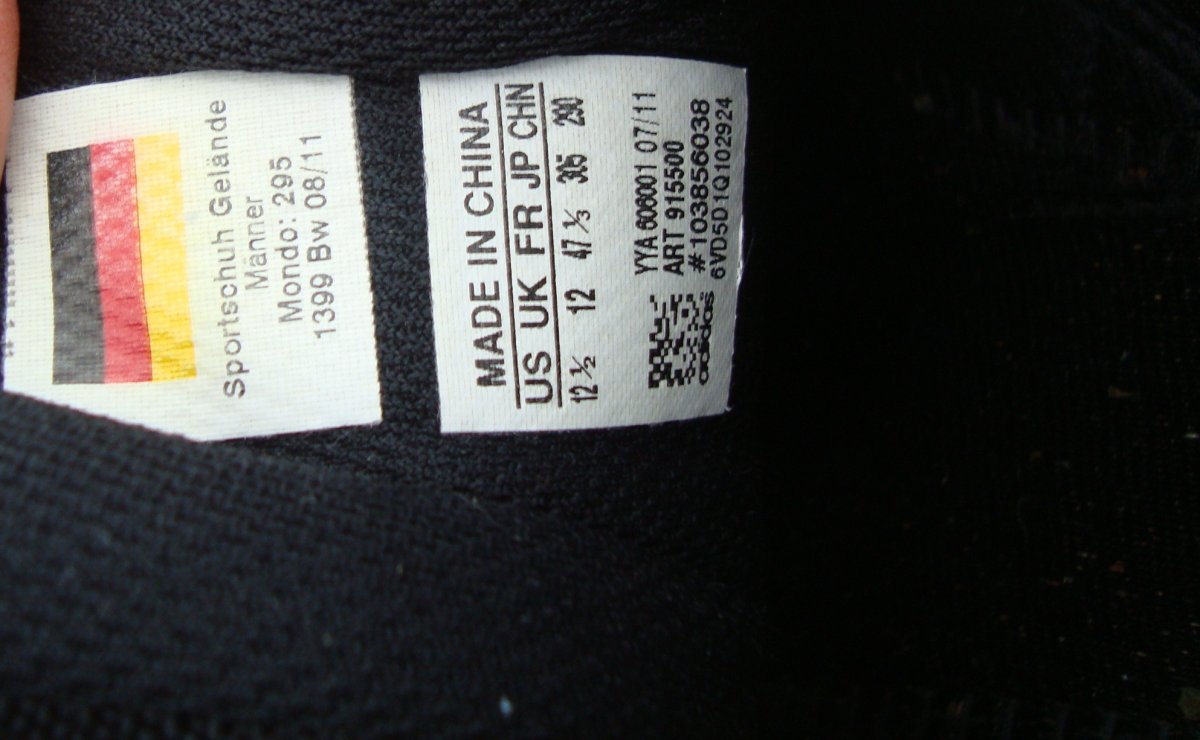 Sportschuh Gelände
Männer
Mondo: 295
1399 Bw 08/11
MADE IN CHINA
US UK FR JP CHN
12 ½ 12 47 ⅓ 305 290
YYA 606001 07/11
ART 915500
#103856038
6VD5D1Q102924
adidas